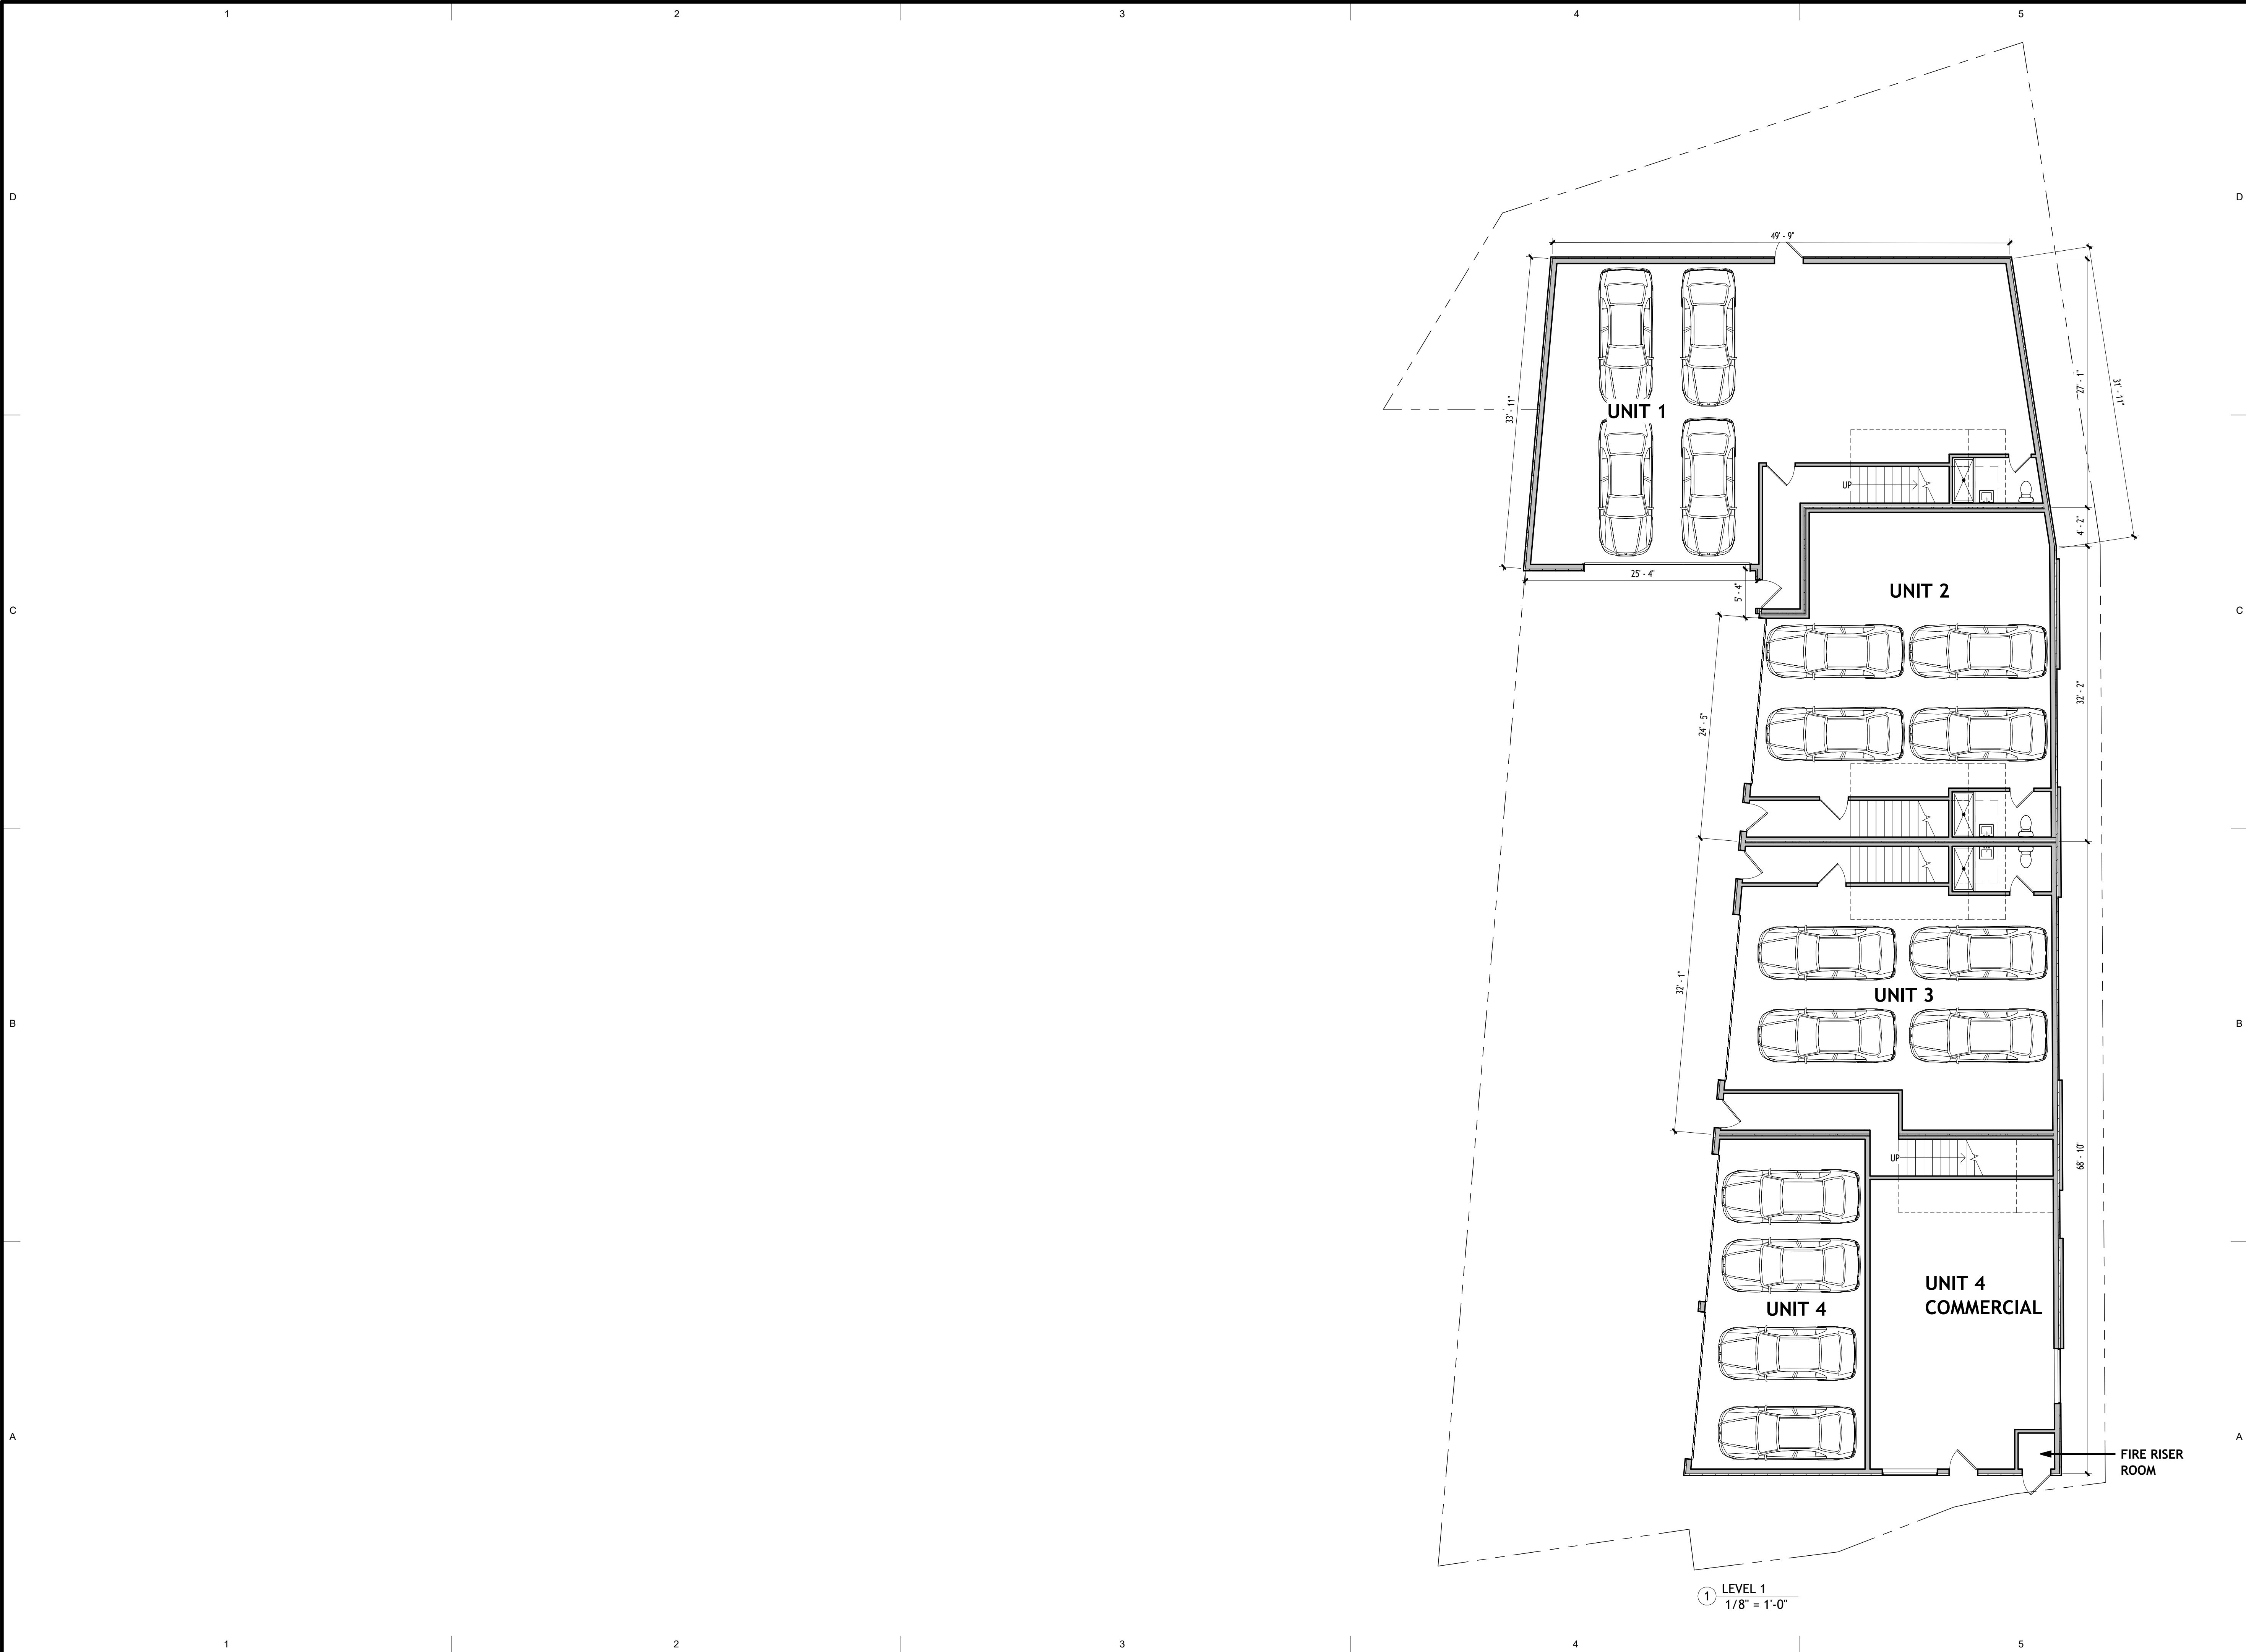 1 2 3 4 5
D D
49' - 9"
27' - 1"
31' - 11"
33' - 11"
UNIT 1
UP
4' - 2"
25' - 4"
5' - 4"
UNIT 2
C C
24' - 5"
32' - 2"
32' - 1"
UNIT 3
B B
68' - 10"
UP
UNIT 4
COMMERCIAL
UNIT 4
A A
FIRE RISER
ROOM
1 LEVEL 1
1/8" = 1'-0"
1 2 3 4 5